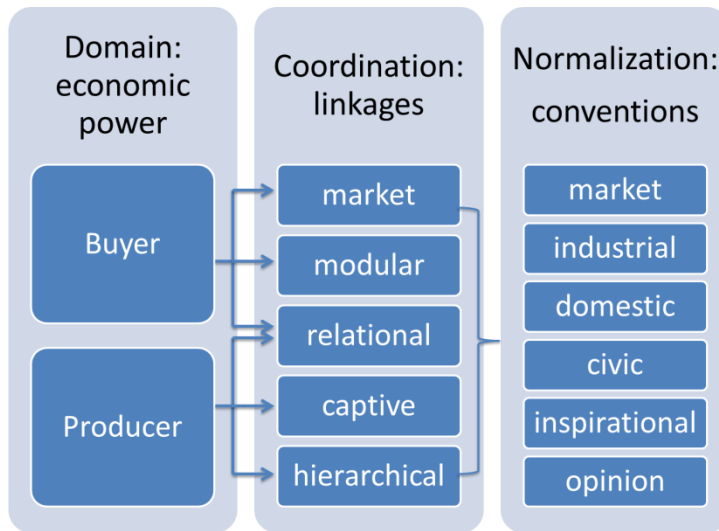 Domain:
economic
power
Buyer
Producer
Coordination:
linkages
market
modular
relational
captive
hierarchical
Normalization:
conventions
market
industrial
domestic
civic
inspirational
opinion